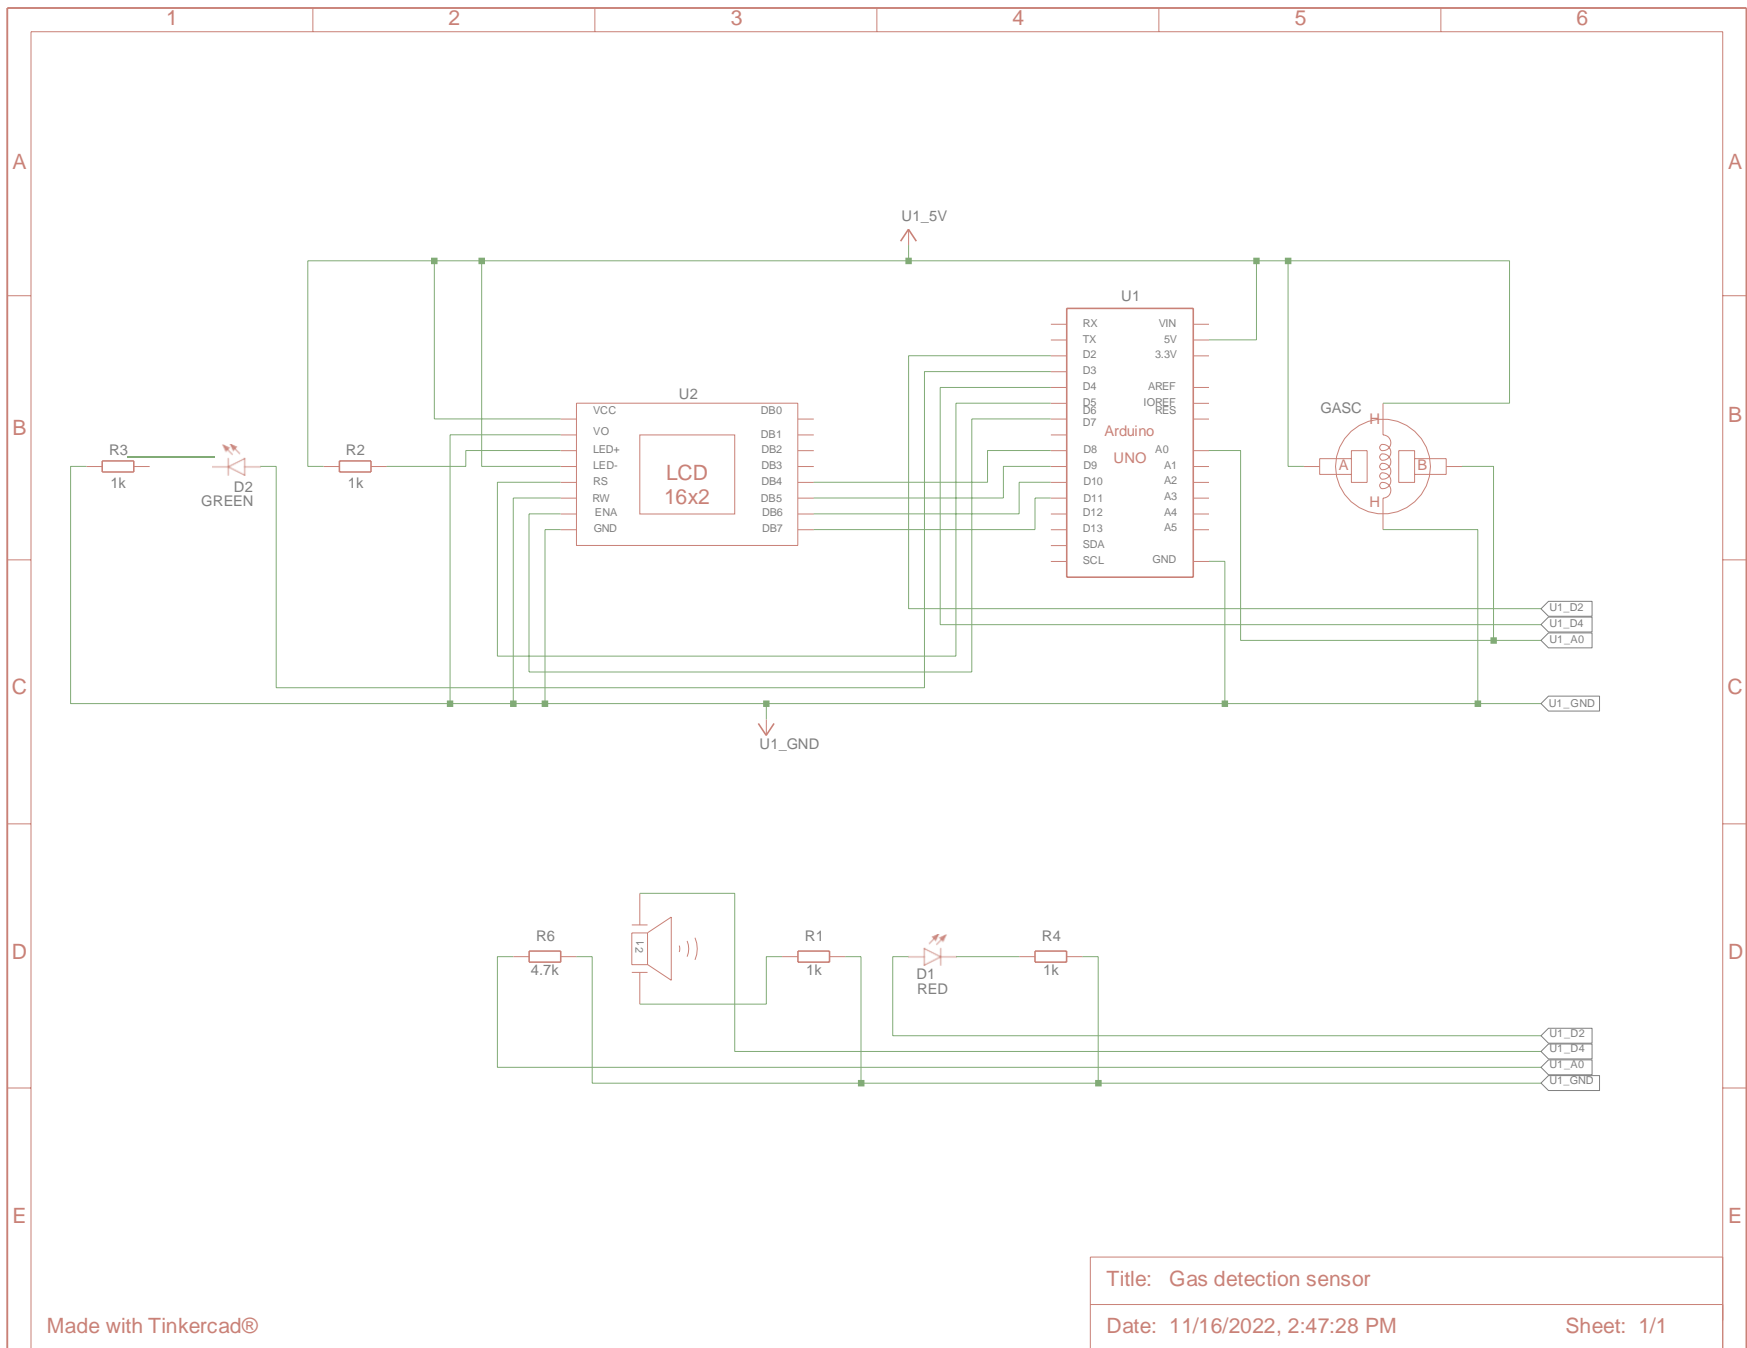 1 2 3 4 5 6
A A
U1_5V
U1
RX VIN
TX 5V
D2 3.3V
D3
D4 AREF
D5 IOREF
D6 RES
D7
Arduino
UNO
D8 A0
D9 A1
D10 A2
D11 A3
D12 A4
D13 A5
SDA
SCL GND
U2
VCC DB0
VO DB1
LED+ DB2
LED- DB3
RS DB4
RW DB5
ENA DB6
GND DB7
LCD
16x2
GASC
H
A B
H
B B
R3
1k
D2
GREEN
R2
1k
U1_D2
U1_D4
U1_A0
C C
U1_GND
U1_GND
D D
R6
4.7k
L2
R1
1k
D1
RED
R4
1k
U1_D2
U1_D4
U1_A0
U1_GND
E E
Title: Gas detection sensor
Made with Tinkercad®
Date: 11/16/2022, 2:47:28 PM Sheet: 1/1